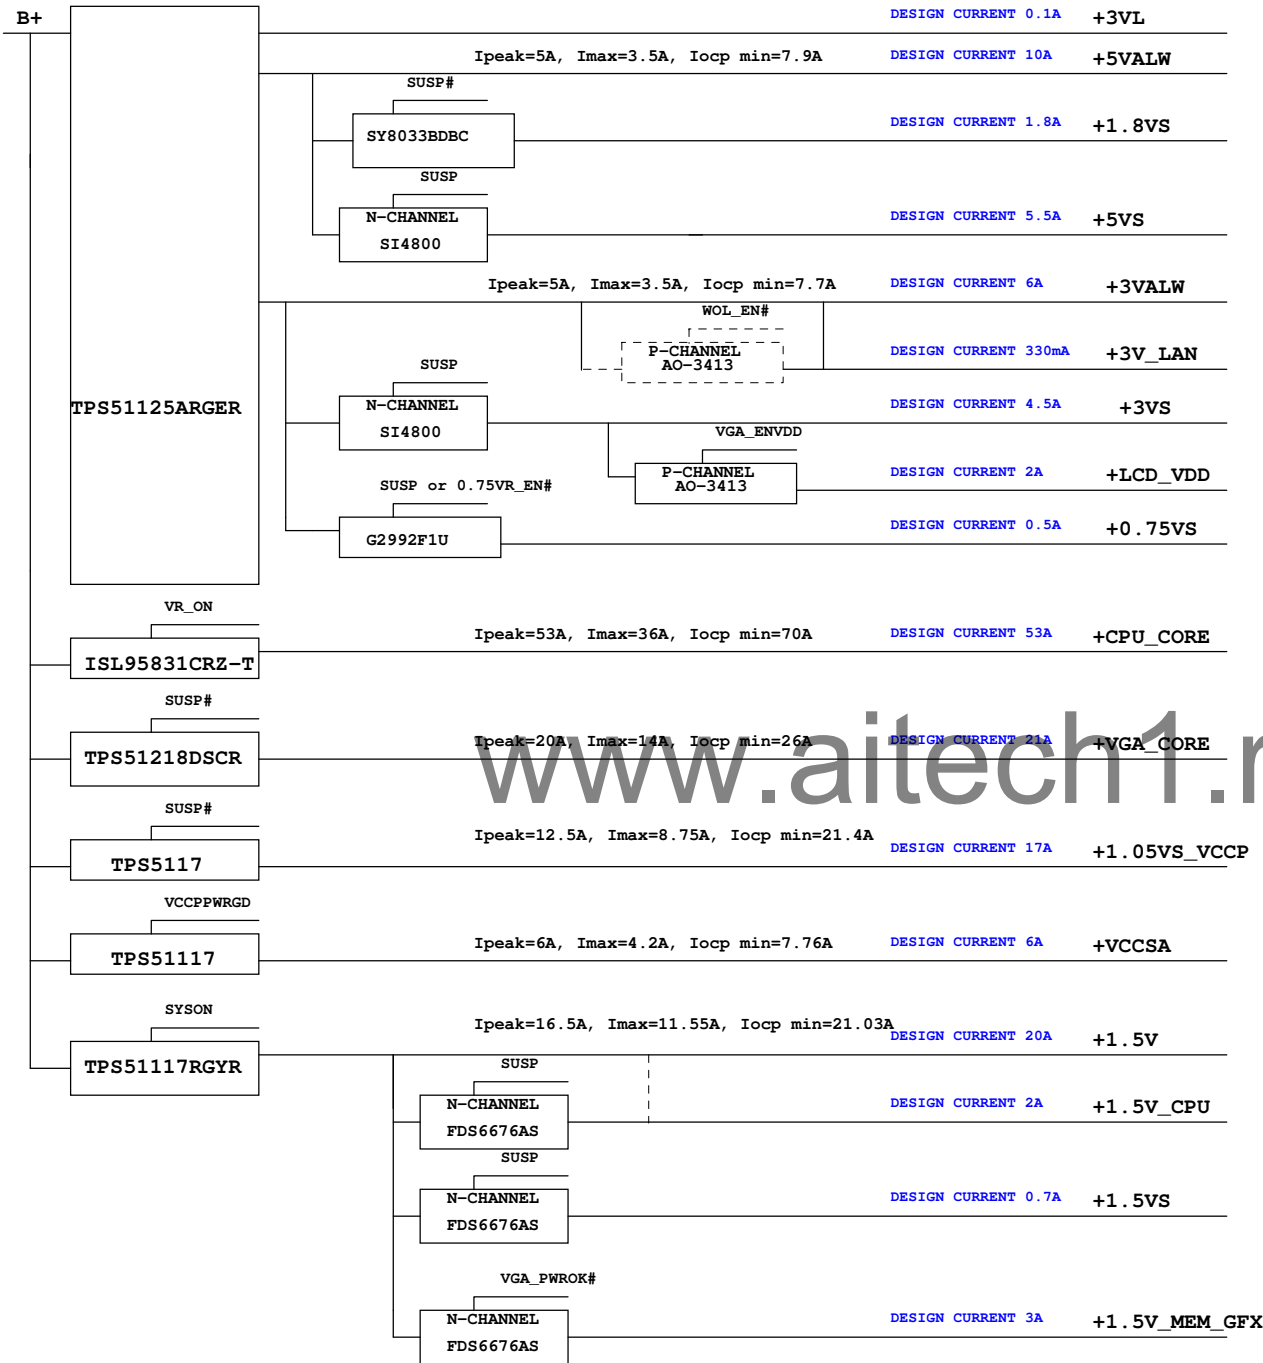 B+
DESIGN CURRENT 0.1A +3VL
Ipeak=5A, Imax=3.5A, Iocp min=7.9A DESIGN CURRENT 10A +5VALW
SUSP#
SY8033BDBC
DESIGN CURRENT 1.8A +1.8VS
SUSP
N-CHANNEL
SI4800
DESIGN CURRENT 5.5A +5VS
Ipeak=5A, Imax=3.5A, Iocp min=7.7A DESIGN CURRENT 6A +3VALW
WOL_EN#
P-CHANNEL
AO-3413
DESIGN CURRENT 330mA +3V_LAN
SUSP
TPS51125ARGER
N-CHANNEL
SI4800
DESIGN CURRENT 4.5A +3VS
VGA_ENVDD
P-CHANNEL
AO-3413
DESIGN CURRENT 2A +LCD_VDD
SUSP or 0.75VR_EN#
G2992F1U
DESIGN CURRENT 0.5A +0.75VS
VR_ON
ISL95831CRZ-T
Ipeak=53A, Imax=36A, Iocp min=70A DESIGN CURRENT 53A +CPU_CORE
SUSP#
TPS51218DSCR
Ipeak=20A, Imax=14A, Iocp min=26A DESIGN CURRENT 21A +VGA_CORE
www.aitech1.r
SUSP#
TPS5117
Ipeak=12.5A, Imax=8.75A, Iocp min=21.4A DESIGN CURRENT 17A +1.05VS_VCCP
VCCPPWRGD
TPS51117
Ipeak=6A, Imax=4.2A, Iocp min=7.76A DESIGN CURRENT 6A +VCCSA
SYSON
TPS51117RGYR
Ipeak=16.5A, Imax=11.55A, Iocp min=21.03A DESIGN CURRENT 20A +1.5V
SUSP
N-CHANNEL
FDS6676AS
DESIGN CURRENT 2A +1.5V_CPU
SUSP
N-CHANNEL
FDS6676AS
DESIGN CURRENT 0.7A +1.5VS
VGA_PWROK#
N-CHANNEL
FDS6676AS
DESIGN CURRENT 3A +1.5V_MEM_GFX